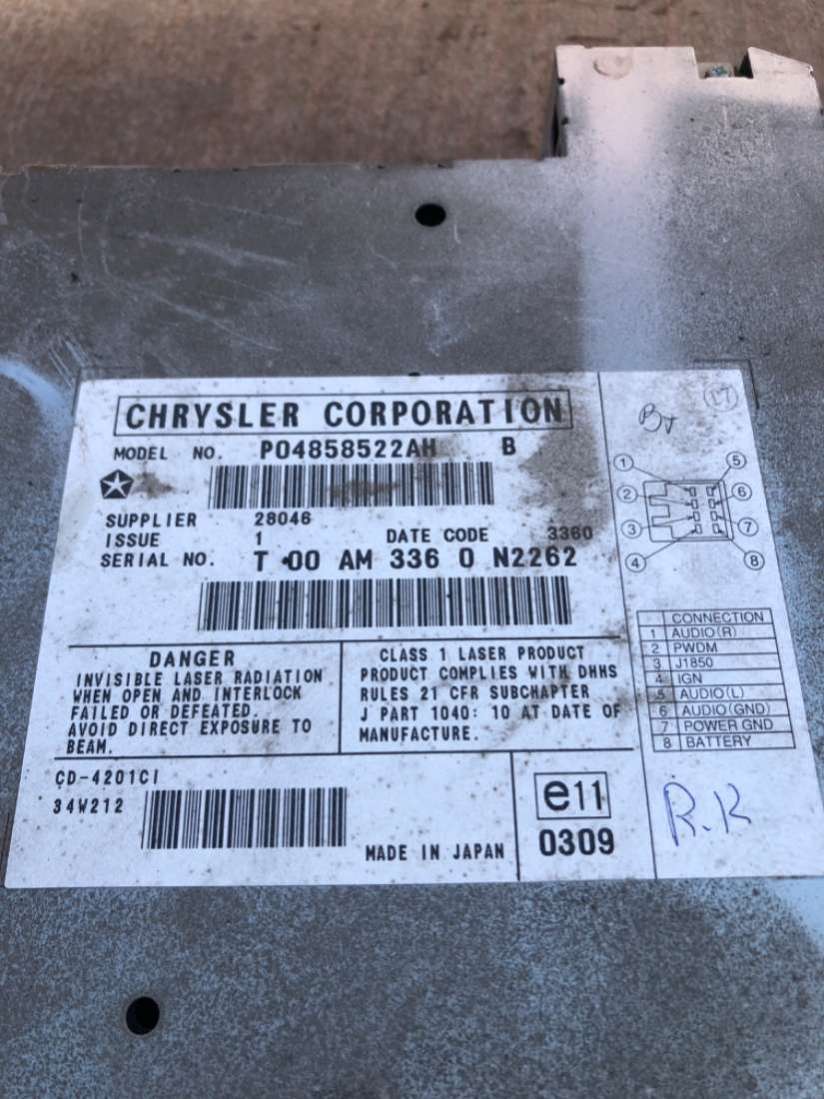 CHRYSLER CORPORATION
MODEL NO. P04858522AH B
SUPPLIER 28046
ISSUE 1 DATE CODE 3360
SERIAL NO. T 00 AM 336 0 N2262
DANGER
INVISIBLE LASER RADIATION
WHEN OPEN AND INTERLOCK
FAILED OR DEFEATED.
AVOID DIRECT EXPOSURE TO
BEAM.
CLASS 1 LASER PRODUCT
PRODUCT COMPLIES WITH DHHS
RULES 21 CFR SUBCHAPTER
J PART 1040: 10 AT DATE OF
MANUFACTURE.
CD-4201CI
34W212
MADE IN JAPAN
e11
0309
17
1 5
2 6
3 7
4 8
CONNECTION
1 AUDIO(R)
2 PWDM
3 J1850
4 IGN
5 AUDIO(L)
6 AUDIO(GND)
7 POWER GND
8 BATTERY
R.K